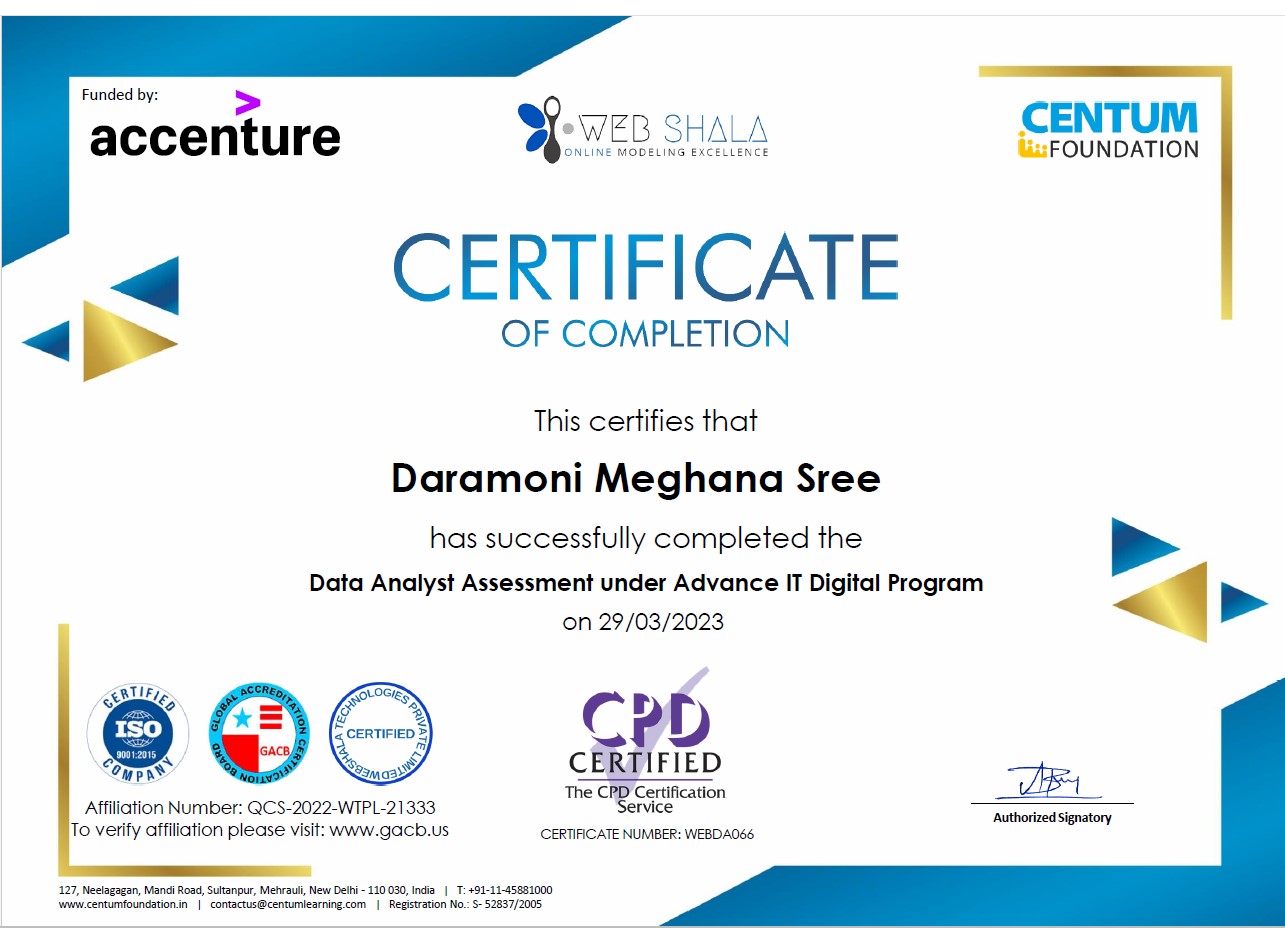 Funded by:
accenture
WEB SHALA
ONLINE MODELING EXCELLENCE
CENTUM
FOUNDATION
CERTIFICATE
OF COMPLETION
This certifies that
Daramoni Meghana Sree
has successfully completed the
Data Analyst Assessment under Advance IT Digital Program
on 29/03/2023
CERTIFIED
ISO
9001:2015
COMPANY
GLOBAL ACCREDITATION CERTIFICATION BOARD
GACB
WEBSHALA TECHNOLOGIES PRIVATE LIMITED
CERTIFIED
Affiliation Number: QCS-2022-WTPL-21333
To verify affiliation please visit: www.gacb.us
CPD
CERTIFIED
The CPD Certification
Service
CERTIFICATE NUMBER: WEBDA066
Authorized Signatory
127, Neelagagan, Mandi Road, Sultanpur, Mehrauli, New Delhi - 110 030, India | T: +91-11-45881000
www.centumfoundation.in | contactus@centumlearning.com | Registration No.: S- 52837/2005